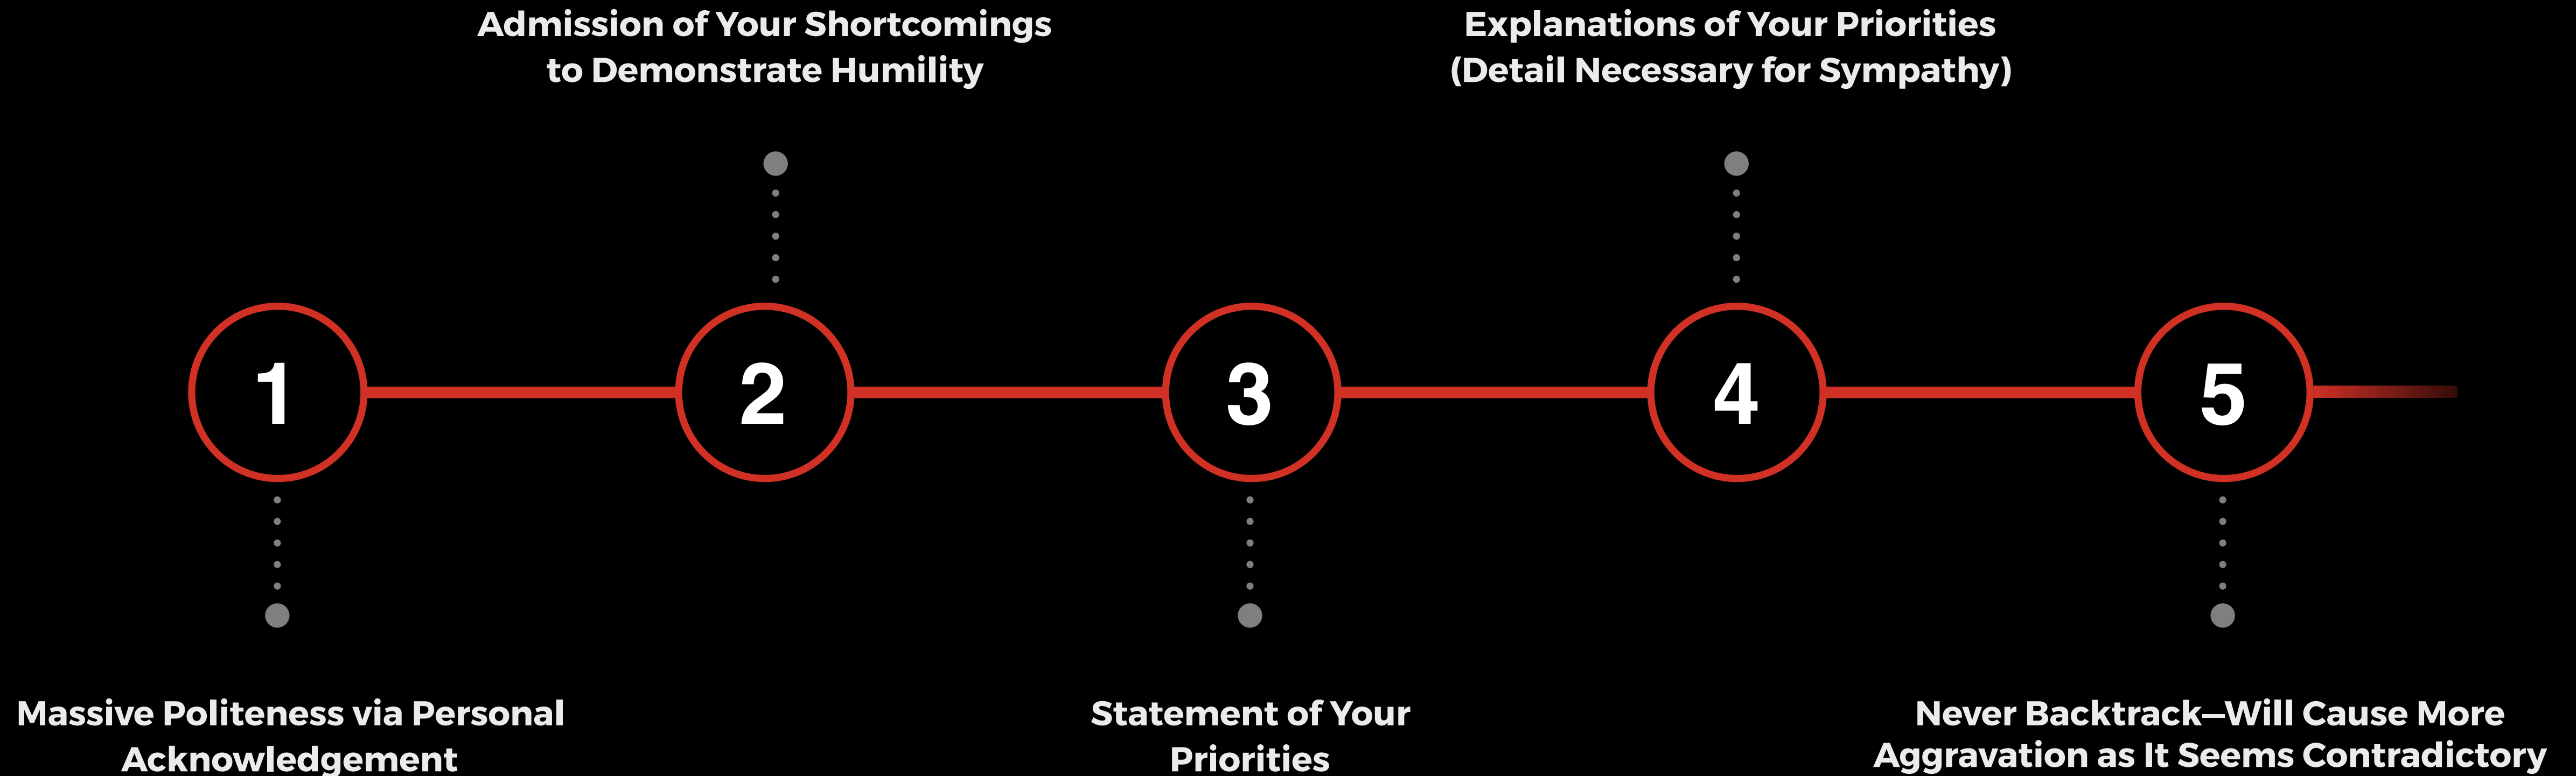 Admission of Your Shortcomings
to Demonstrate Humility
Explanations of Your Priorities
(Detail Necessary for Sympathy)
1
2
3
4
5
Massive Politeness via Personal
Acknowledgement
Statement of Your
Priorities
Never Backtrack—Will Cause More
Aggravation as It Seems Contradictory